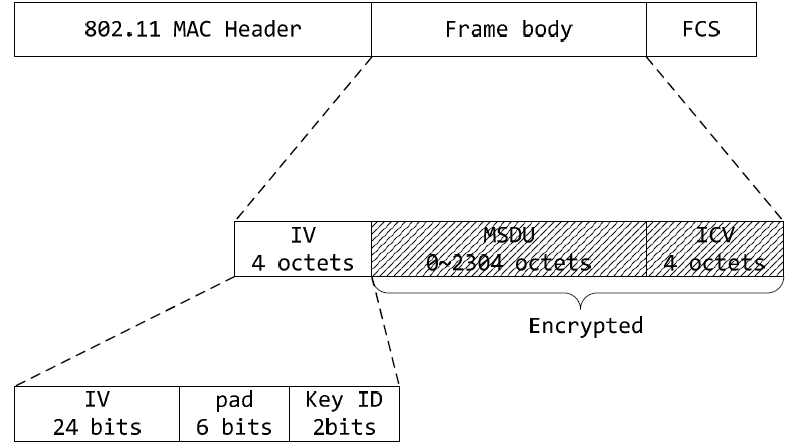 802.11 MAC Header
Frame body
FCS
IV
4 octets
MSDU
0~2304 octets
ICV
4 octets
Encrypted
IV
24 bits
pad
6 bits
Key ID
2bits